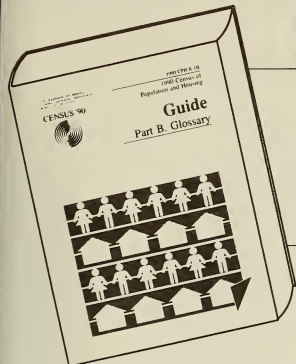 CENSUS '90
1990 CPH-R-1B
1990 Census of
Population and Housing
Guide
Part B. Glossary